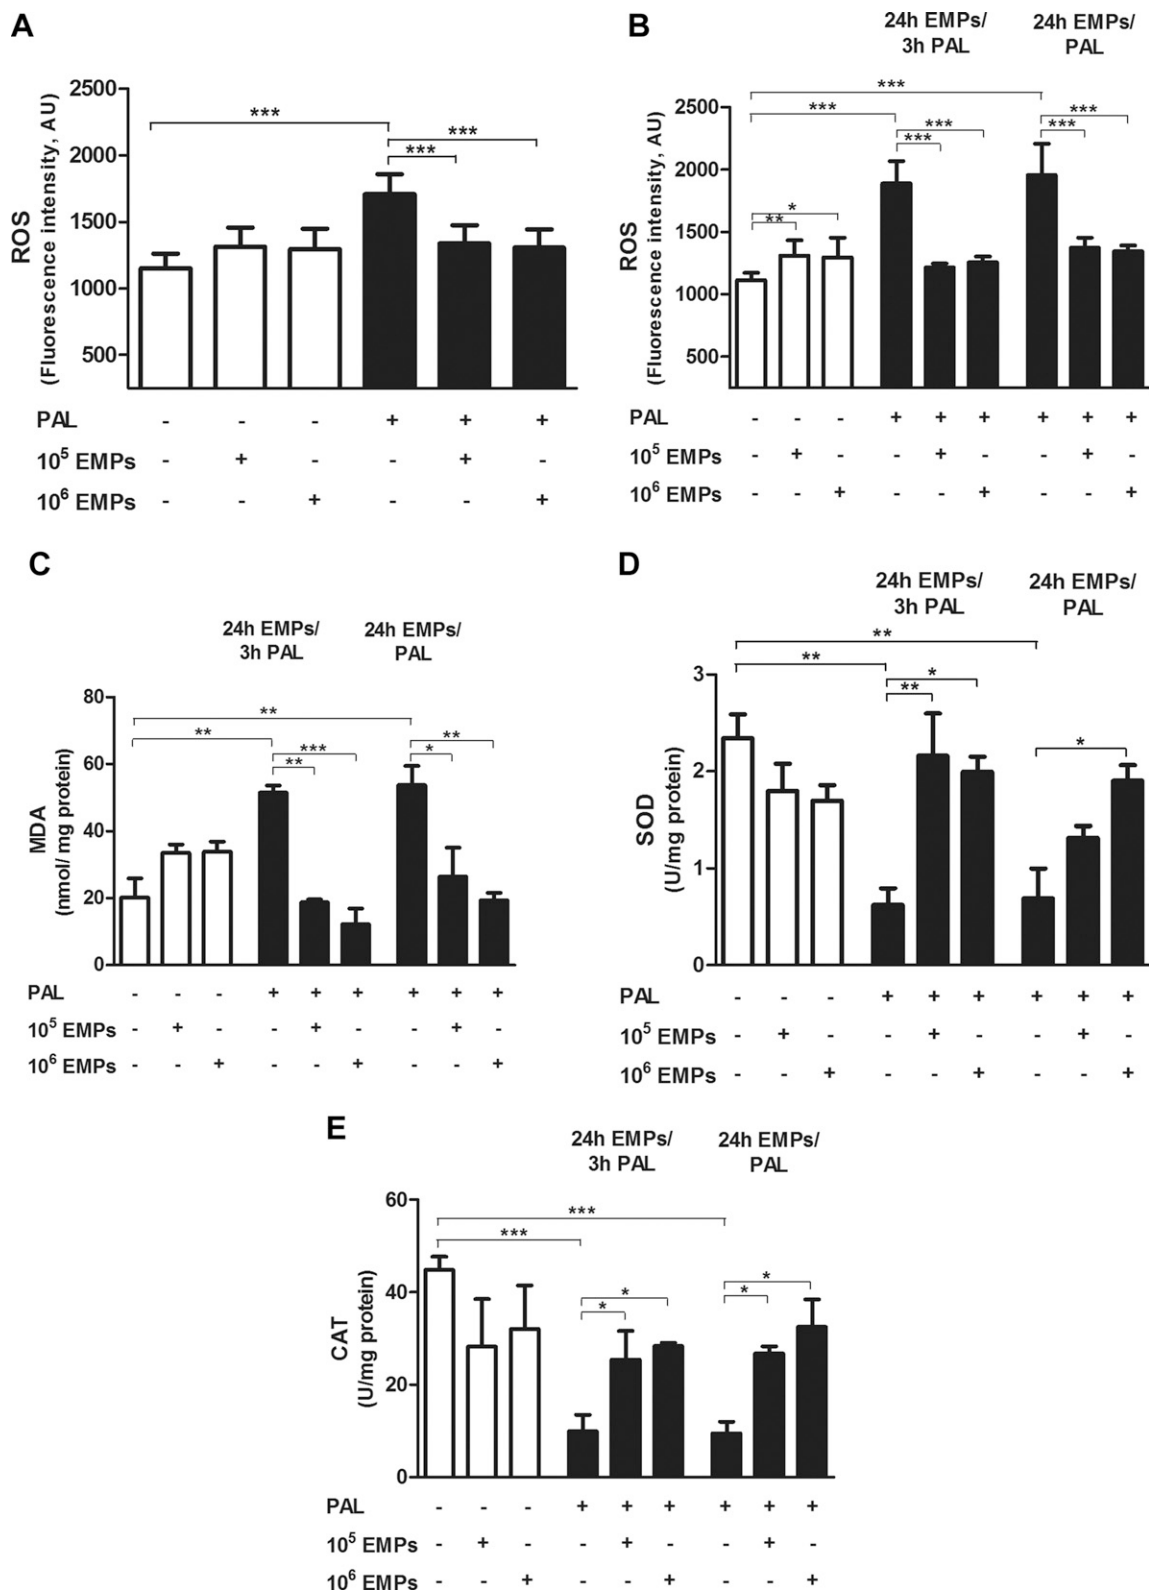 A
ROS
(Fluorescence intensity, AU)
2500
2000
1500
1000
500
***
***
***
PAL - - - + + +
10⁵ EMPs - + - - + -
10⁶ EMPs - - + - - +
B
24h EMPs/
3h PAL
24h EMPs/
PAL
ROS
(Fluorescence intensity, AU)
2500
2000
1500
1000
500
***
***
***
***
***
***
*
**
PAL - - - + + + + + +
10⁵ EMPs - + - - + - - + -
10⁶ EMPs - - + - - + - - +
C
24h EMPs/
3h PAL
24h EMPs/
PAL
MDA
(nmol/ mg protein)
80
60
40
20
0
**
**
***
**
**
*
PAL - - - + + + + + +
10⁵ EMPs - + - - + - - + -
10⁶ EMPs - - + - - + - - +
D
24h EMPs/
3h PAL
24h EMPs/
PAL
SOD
(U/mg protein)
3
2
1
0
**
**
*
**
*
PAL - - - + + + + + +
10⁵ EMPs - + - - + - - + -
10⁶ EMPs - - + - - + - - +
E
24h EMPs/
3h PAL
24h EMPs/
PAL
CAT
(U/mg protein)
60
40
20
0
***
***
*
*
*
*
PAL - - - + + + + + +
10⁵ EMPs - + - - + - - + -
10⁶ EMPs - - + - - + - - +